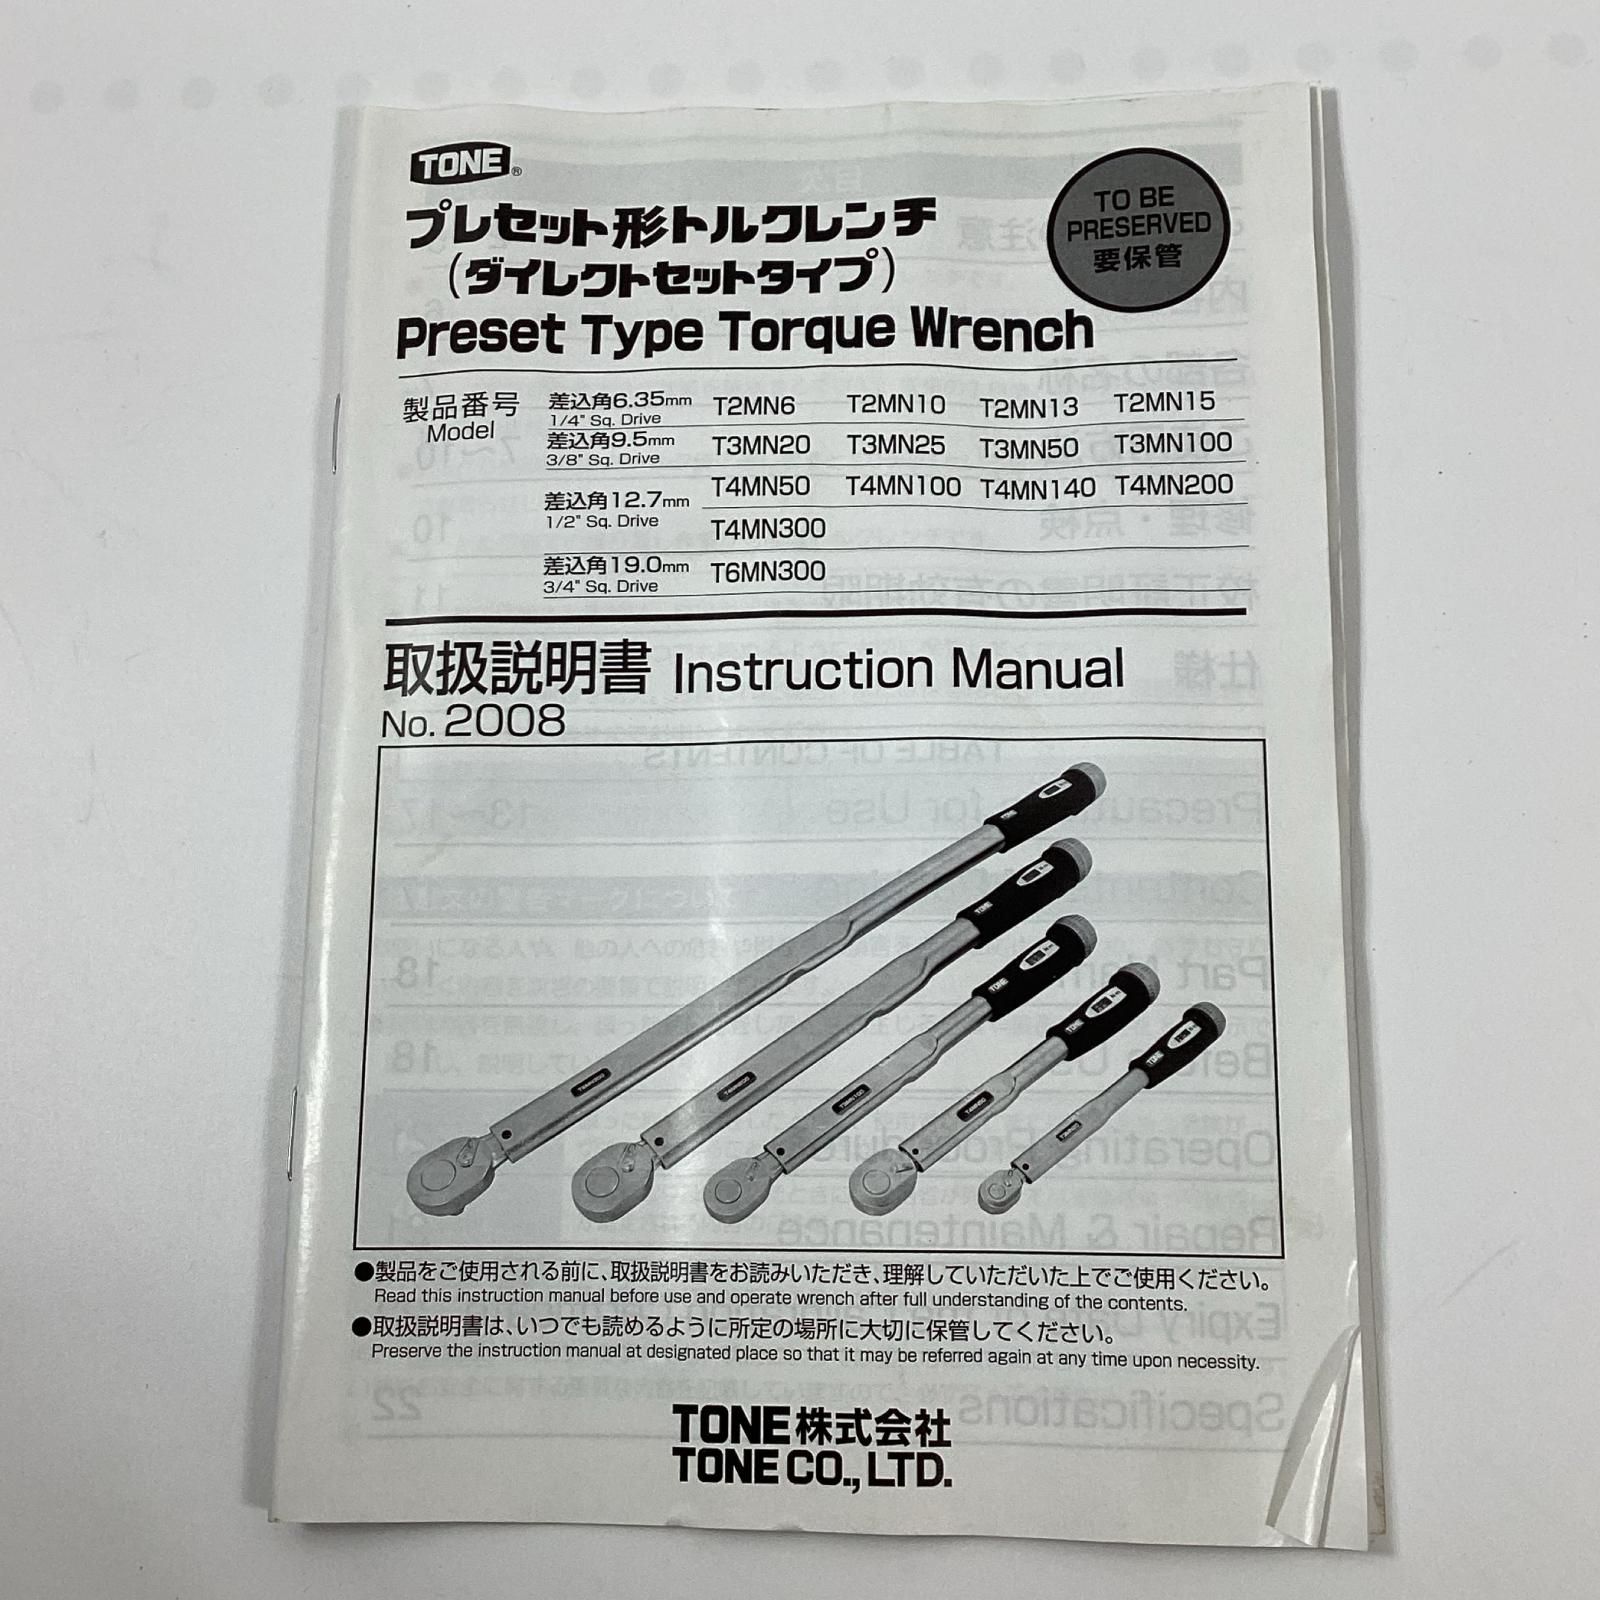 TONE®
プレセット形トルクレンチ
(ダイレクトセットタイプ)
Preset Type Torque Wrench
TO BE
PRESERVED
要保管
製品番号
Model
差込角6.35mm
1/4" Sq. Drive
T2MN6 T2MN10 T2MN13 T2MN15
差込角9.5mm
3/8" Sq. Drive
T3MN20 T3MN25 T3MN50 T3MN100
差込角12.7mm
1/2" Sq. Drive
T4MN50 T4MN100 T4MN140 T4MN200
T4MN300
差込角19.0mm
3/4" Sq. Drive
T6MN300
取扱説明書 Instruction Manual
No. 2008
TONE
TONE
TONE
TONE
TONE
●製品をご使用される前に、取扱説明書をお読みいただき、理解していただいた上でご使用ください。
Read this instruction manual before use and operate wrench after full understanding of the contents.
●取扱説明書は、いつでも読めるように所定の場所に大切に保管してください。
Preserve the instruction manual at designated place so that it may be referred again at any time upon necessity.
TONE株式会社
TONE CO., LTD.